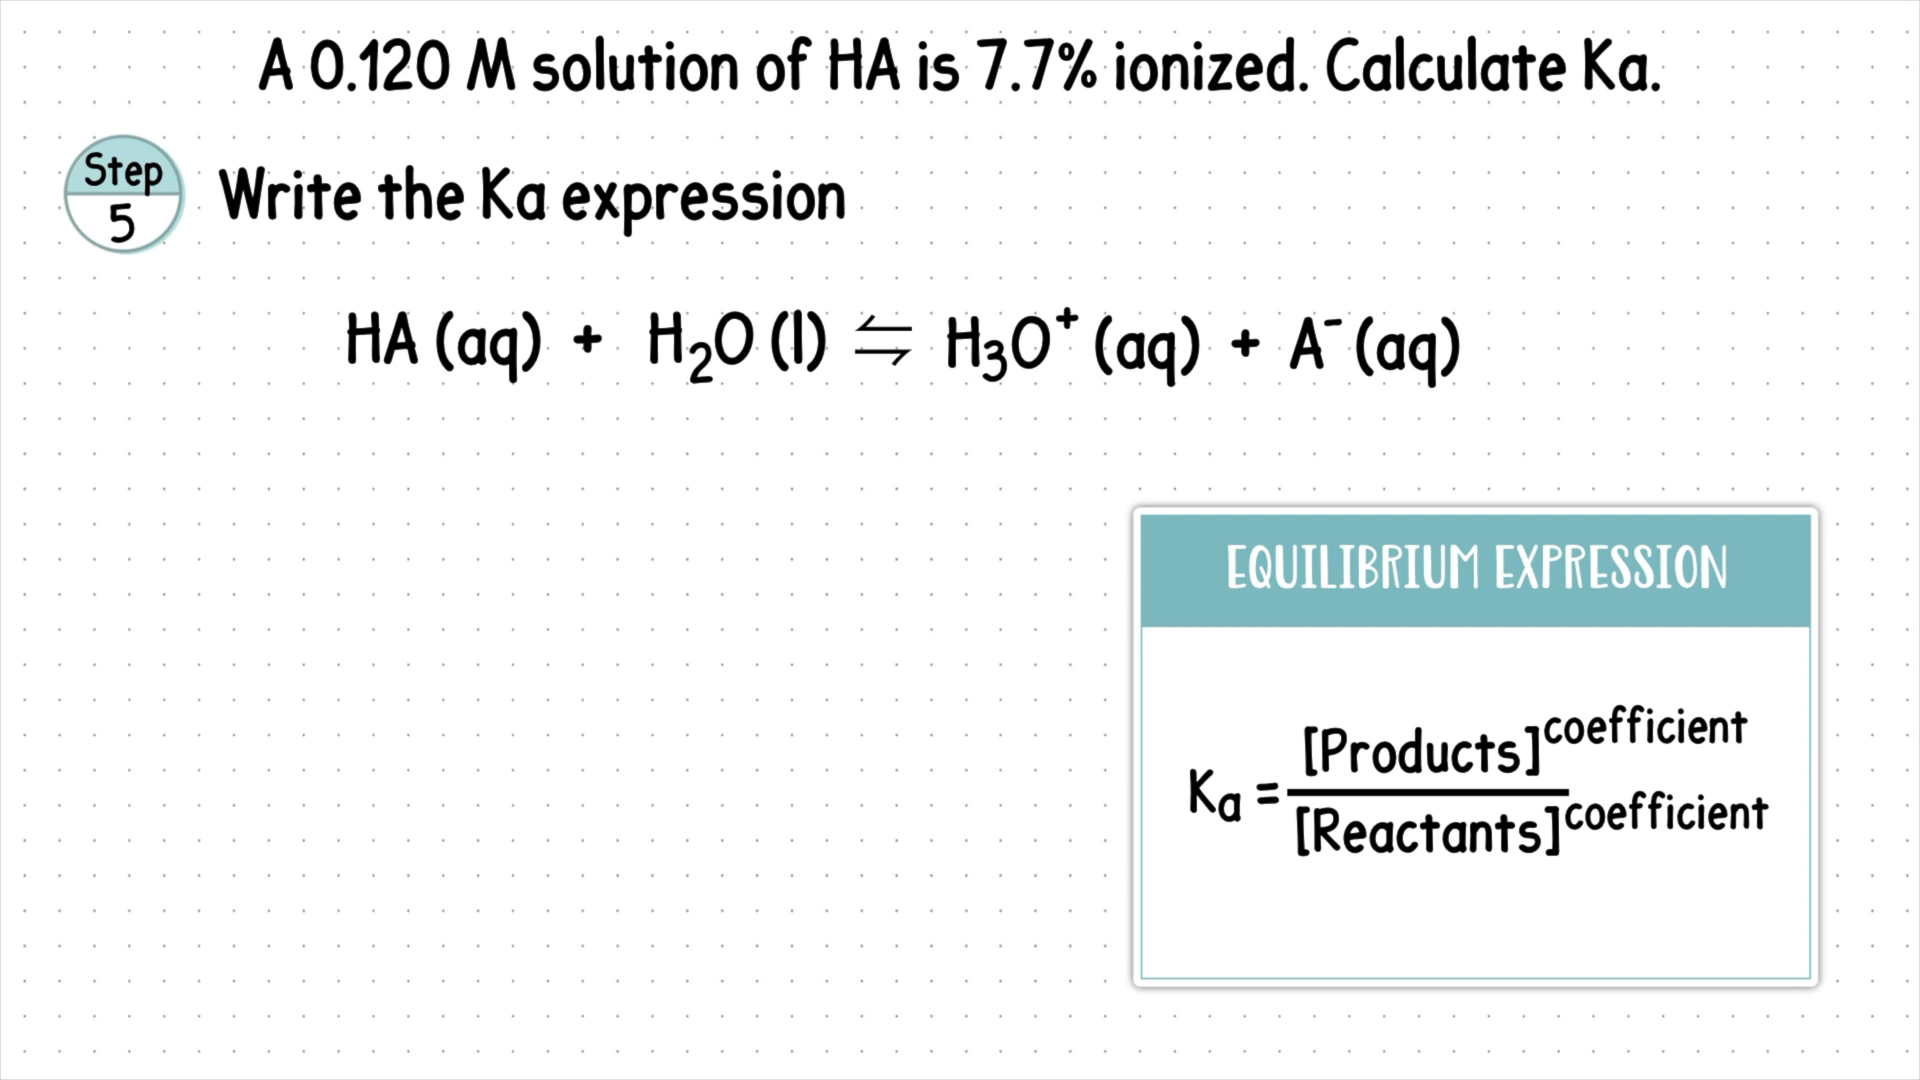 A 0.120 M solution of HA is 7.7% ionized. Calculate Ka.
Step
5
Write the Ka expression
HA (aq) + H₂O (l) ⇋ H₃O⁺ (aq) + A⁻ (aq)
EQUILIBRIUM EXPRESSION
[Products]coefficient
Kₐ =
[Reactants]coefficient